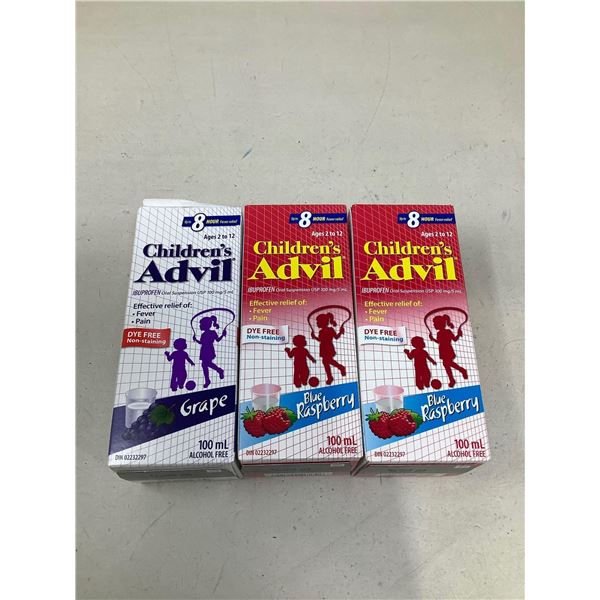 Up to 8 HOUR Fever relief
Ages 2 to 12
Children's
Advil
IBUPROFEN Oral Suspension USP 100 mg/5 mL
Effective relief of:
• Fever
• Pain
DYE FREE
Non-staining
Grape
100 mL
ALCOHOL FREE
DIN 02232297
Up to 8 HOUR Fever relief
Ages 2 to 12
Children's
Advil
IBUPROFEN Oral Suspension USP 100 mg/5 mL
Effective relief of:
• Fever
• Pain
DYE FREE
Non-staining
Blue
Raspberry
100 mL
ALCOHOL FREE
DIN 02232297
Up to 8 HOUR Fever relief
Ages 2 to 12
Children's
Advil
IBUPROFEN Oral Suspension USP 100 mg/5 mL
Effective relief of:
• Fever
• Pain
DYE FREE
Non-staining
Blue
Raspberry
100 mL
ALCOHOL FREE
DIN 02232297